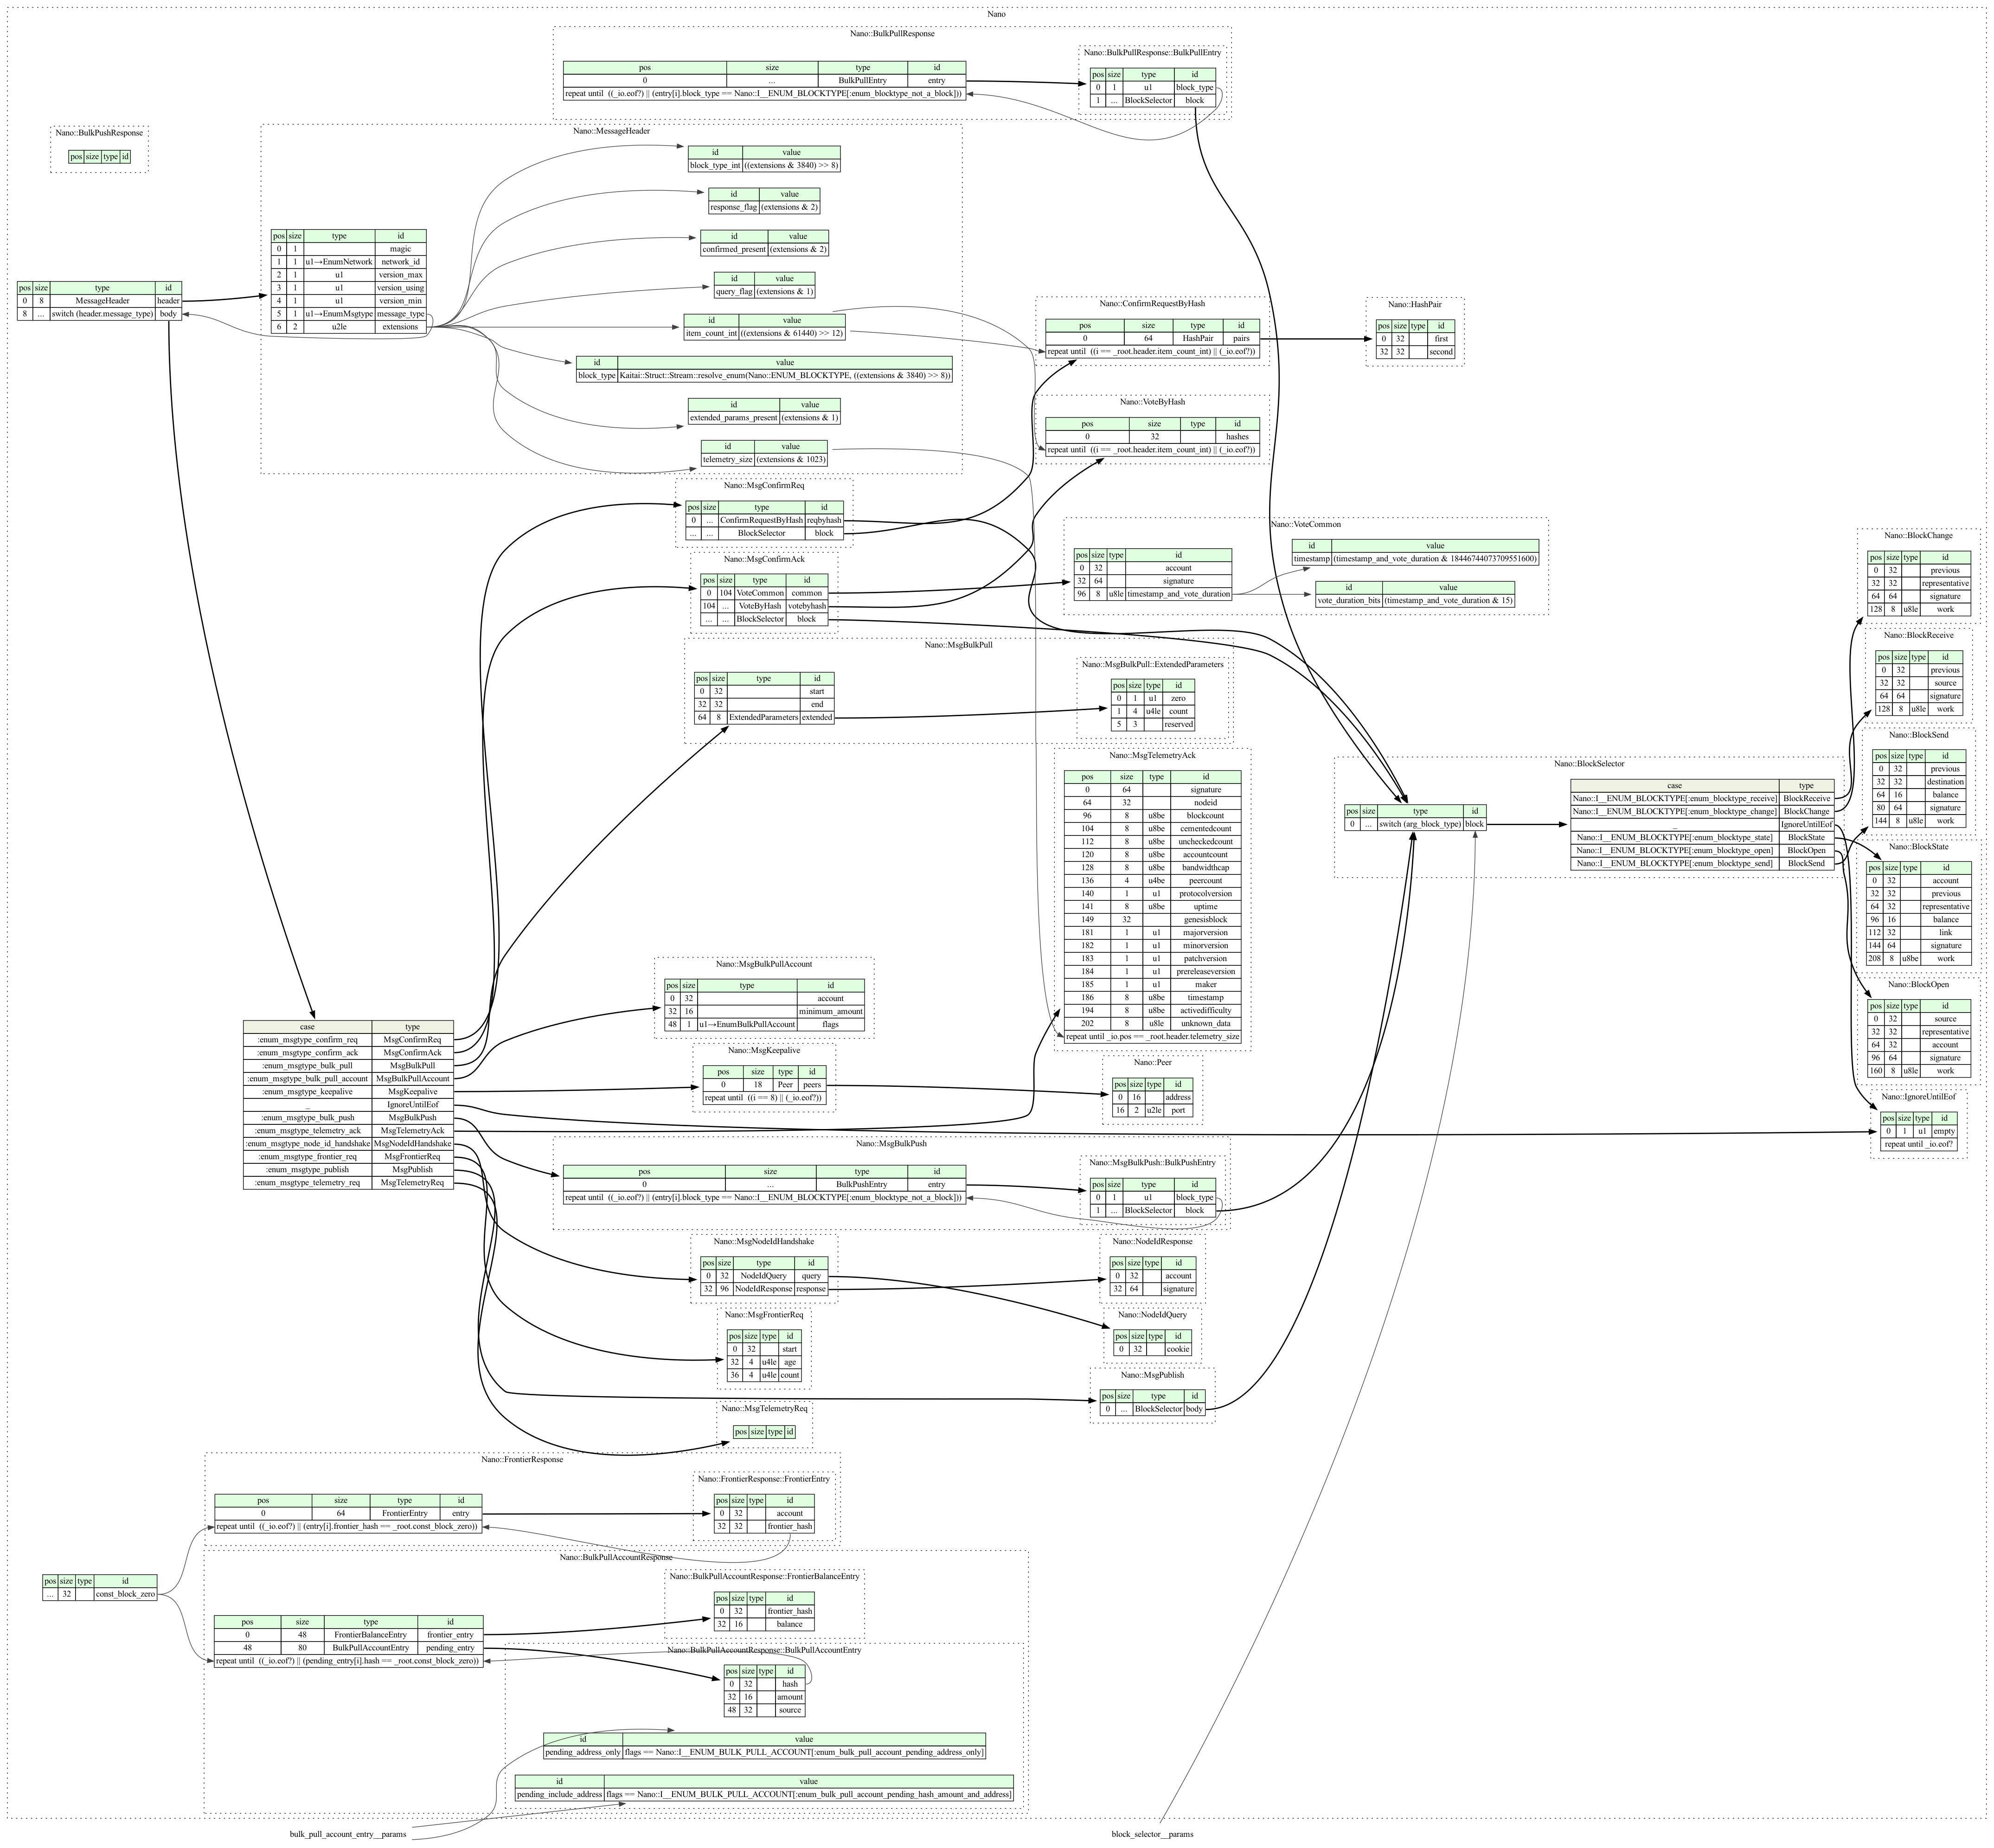 Nano
Nano::BulkPullResponse
pos size type id
0 ... BulkPullEntry entry
repeat until ((_io.eof?) || (entry[i].block_type == Nano::I__ENUM_BLOCKTYPE[:enum_blocktype_not_a_block]))
Nano::BulkPullResponse::BulkPullEntry
pos size type id
0 1 u1 block_type
1 ... BlockSelector block
Nano::BulkPushResponse
pos size type id
Nano::MessageHeader
pos size type id
0 1 magic
1 1 u1→EnumNetwork network_id
2 1 u1 version_max
3 1 u1 version_using
4 1 u1 version_min
5 1 u1→EnumMsgtype message_type
6 2 u2le extensions
id value
block_type_int ((extensions & 3840) >> 8)
id value
response_flag (extensions & 2)
id value
confirmed_present (extensions & 2)
id value
query_flag (extensions & 1)
id value
item_count_int ((extensions & 61440) >> 12)
id value
block_type Kaitai::Struct::Stream::resolve_enum(Nano::ENUM_BLOCKTYPE, ((extensions & 3840) >> 8))
id value
extended_params_present (extensions & 1)
id value
telemetry_size (extensions & 1023)
pos size type id
0 8 MessageHeader header
8 ... switch (header.message_type) body
Nano::ConfirmRequestByHash
pos size type id
0 64 HashPair pairs
repeat until ((i == _root.header.item_count_int) || (_io.eof?))
Nano::HashPair
pos size type id
0 32 first
32 32 second
Nano::VoteByHash
pos size type id
0 32 hashes
repeat until ((i == _root.header.item_count_int) || (_io.eof?))
Nano::MsgConfirmReq
pos size type id
0 ... ConfirmRequestByHash reqbyhash
... ... BlockSelector block
Nano::MsgConfirmAck
pos size type id
0 104 VoteCommon common
104 ... VoteByHash votebyhash
... ... BlockSelector block
Nano::VoteCommon
pos size type id
0 32 account
32 64 signature
96 8 u8le timestamp_and_vote_duration
id value
timestamp (timestamp_and_vote_duration & 18446744073709551600)
id value
vote_duration_bits (timestamp_and_vote_duration & 15)
Nano::MsgBulkPull
pos size type id
0 32 start
32 32 end
64 8 ExtendedParameters extended
Nano::MsgBulkPull::ExtendedParameters
pos size type id
0 1 u1 zero
1 4 u4le count
5 3 reserved
Nano::MsgTelemetryAck
pos size type id
0 64 signature
64 32 nodeid
96 8 u8be blockcount
104 8 u8be cementedcount
112 8 u8be uncheckedcount
120 8 u8be accountcount
128 8 u8be bandwidthcap
136 4 u4be peercount
140 1 u1 protocolversion
141 8 u8be uptime
149 32 genesisblock
181 1 u1 majorversion
182 1 u1 minorversion
183 1 u1 patchversion
184 1 u1 prereleaseversion
185 1 u1 maker
186 8 u8be timestamp
194 8 u8be activedifficulty
202 8 u8le unknown_data
repeat until _io.pos == _root.header.telemetry_size
Nano::BlockSelector
pos size type id
0 ... switch (arg_block_type) block
case type
Nano::I__ENUM_BLOCKTYPE[:enum_blocktype_receive] BlockReceive
Nano::I__ENUM_BLOCKTYPE[:enum_blocktype_change] BlockChange
_ IgnoreUntilEof
Nano::I__ENUM_BLOCKTYPE[:enum_blocktype_state] BlockState
Nano::I__ENUM_BLOCKTYPE[:enum_blocktype_open] BlockOpen
Nano::I__ENUM_BLOCKTYPE[:enum_blocktype_send] BlockSend
Nano::BlockChange
pos size type id
0 32 previous
32 32 representative
64 64 signature
128 8 u8le work
Nano::BlockReceive
pos size type id
0 32 previous
32 32 source
64 64 signature
128 8 u8le work
Nano::BlockSend
pos size type id
0 32 previous
32 32 destination
64 16 balance
80 64 signature
144 8 u8le work
Nano::BlockState
pos size type id
0 32 account
32 32 previous
64 32 representative
96 16 balance
112 32 link
144 64 signature
208 8 u8be work
Nano::BlockOpen
pos size type id
0 32 source
32 32 representative
64 32 account
96 64 signature
160 8 u8le work
Nano::IgnoreUntilEof
pos size type id
0 1 u1 empty
repeat until _io.eof?
case type
:enum_msgtype_confirm_req MsgConfirmReq
:enum_msgtype_confirm_ack MsgConfirmAck
:enum_msgtype_bulk_pull MsgBulkPull
:enum_msgtype_bulk_pull_account MsgBulkPullAccount
:enum_msgtype_keepalive MsgKeepalive
_ IgnoreUntilEof
:enum_msgtype_bulk_push MsgBulkPush
:enum_msgtype_telemetry_ack MsgTelemetryAck
:enum_msgtype_node_id_handshake MsgNodeIdHandshake
:enum_msgtype_frontier_req MsgFrontierReq
:enum_msgtype_publish MsgPublish
:enum_msgtype_telemetry_req MsgTelemetryReq
Nano::MsgBulkPullAccount
pos size type id
0 32 account
32 16 minimum_amount
48 1 u1→EnumBulkPullAccount flags
Nano::MsgKeepalive
pos size type id
0 18 Peer peers
repeat until ((i == 8) || (_io.eof?))
Nano::Peer
pos size type id
0 16 address
16 2 u2le port
Nano::MsgBulkPush
pos size type id
0 ... BulkPushEntry entry
repeat until ((_io.eof?) || (entry[i].block_type == Nano::I__ENUM_BLOCKTYPE[:enum_blocktype_not_a_block]))
Nano::MsgBulkPush::BulkPushEntry
pos size type id
0 1 u1 block_type
1 ... BlockSelector block
Nano::MsgNodeIdHandshake
pos size type id
0 32 NodeIdQuery query
32 96 NodeIdResponse response
Nano::NodeIdResponse
pos size type id
0 32 account
32 64 signature
Nano::MsgFrontierReq
pos size type id
0 32 start
32 4 u4le age
36 4 u4le count
Nano::NodeIdQuery
pos size type id
0 32 cookie
Nano::MsgPublish
pos size type id
0 ... BlockSelector body
Nano::MsgTelemetryReq
pos size type id
Nano::FrontierResponse
pos size type id
0 64 FrontierEntry entry
repeat until ((_io.eof?) || (entry[i].frontier_hash == _root.const_block_zero))
Nano::FrontierResponse::FrontierEntry
pos size type id
0 32 account
32 32 frontier_hash
pos size type id
... 32 const_block_zero
Nano::BulkPullAccountResponse
pos size type id
0 48 FrontierBalanceEntry frontier_entry
48 80 BulkPullAccountEntry pending_entry
repeat until ((_io.eof?) || (pending_entry[i].hash == _root.const_block_zero))
Nano::BulkPullAccountResponse::FrontierBalanceEntry
pos size type id
0 32 frontier_hash
32 16 balance
Nano::BulkPullAccountResponse::BulkPullAccountEntry
pos size type id
0 32 hash
32 16 amount
48 32 source
id value
pending_address_only flags == Nano::I__ENUM_BULK_PULL_ACCOUNT[:enum_bulk_pull_account_pending_address_only]
id value
pending_include_address flags == Nano::I__ENUM_BULK_PULL_ACCOUNT[:enum_bulk_pull_account_pending_hash_amount_and_address]
bulk_pull_account_entry__params
block_selector__params